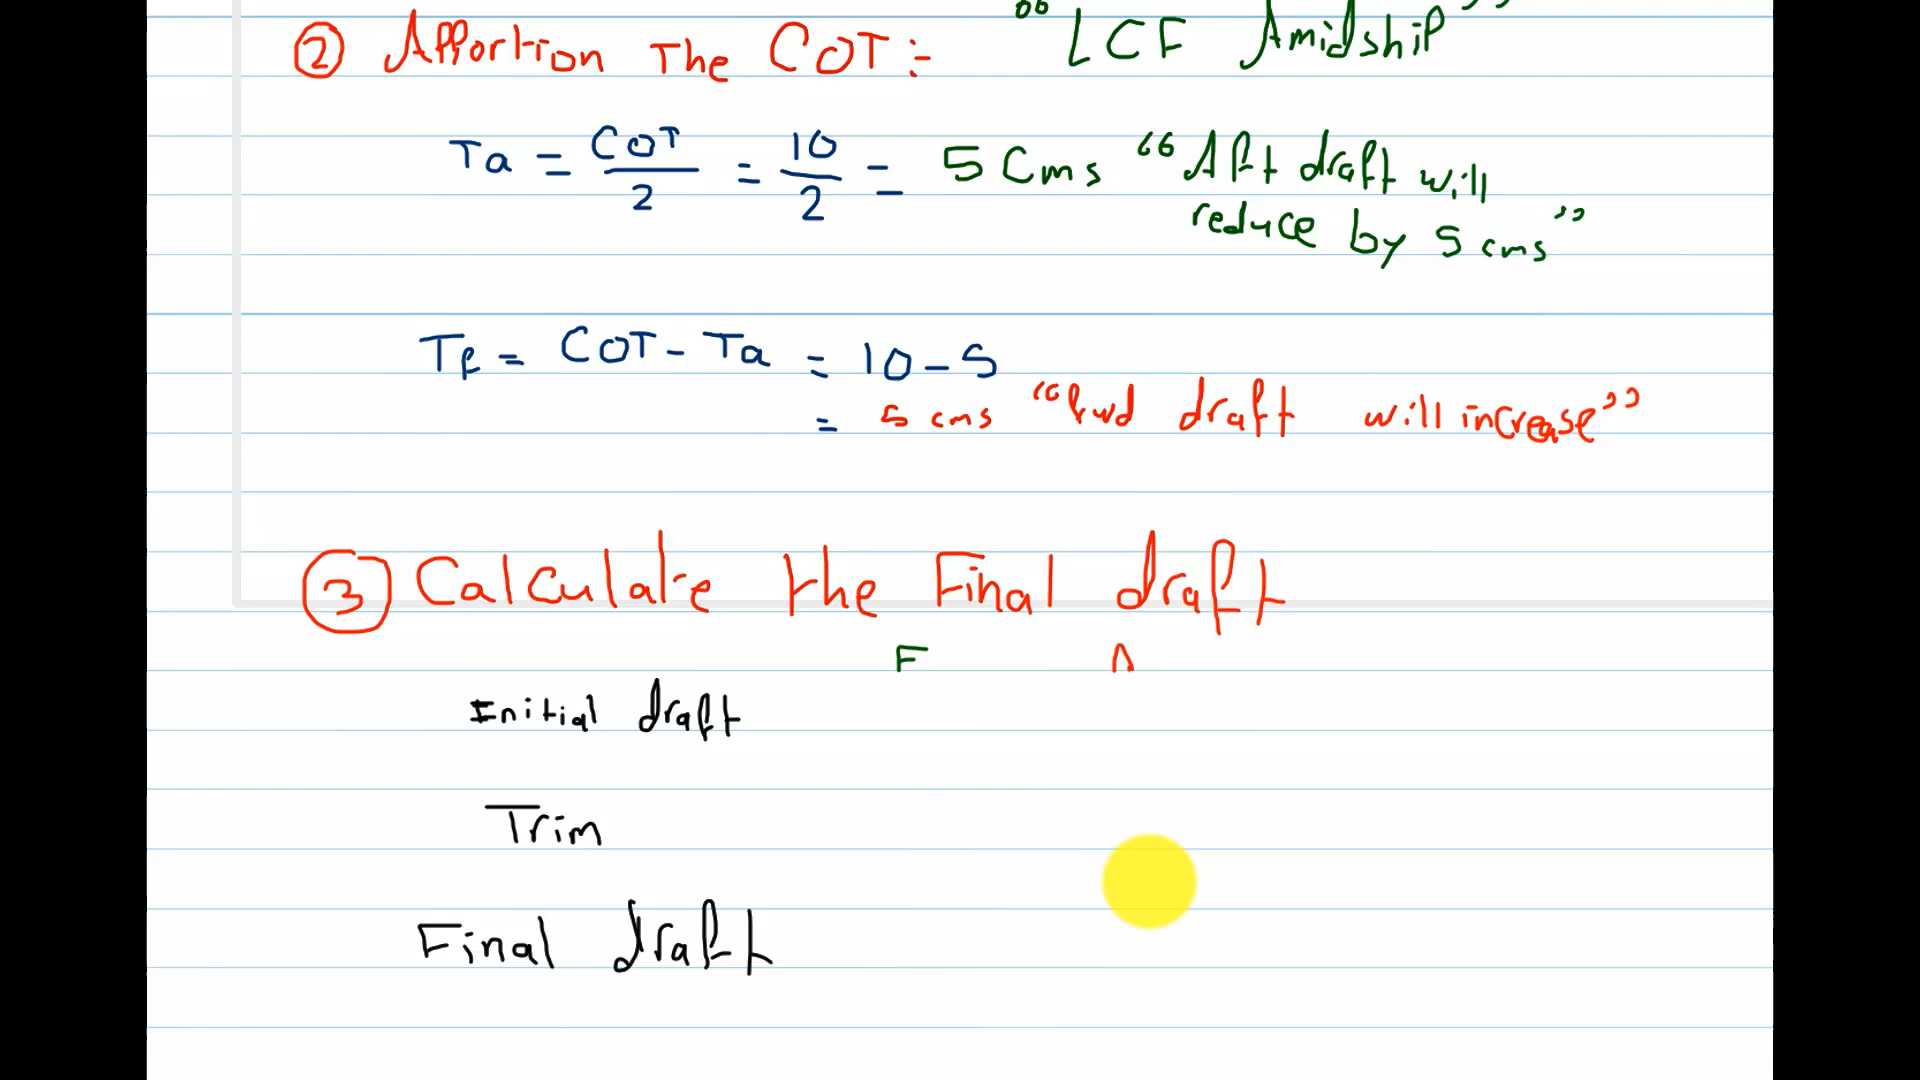 ② Apportion The COT :-
“ LCF Amidship ”
Ta = COT / 2 = 10 / 2 = 5 Cms “ Aft draft will
reduce by 5 cms ”
Tf = COT - Ta = 10 - 5
= 5 cms “ fwd draft will increase ”
③ Calculate the Final draft
F A
Initial draft
Trim
Final draft